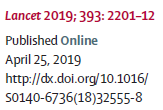 Lancet 2019; 393: 2201–12
Published Online
April 25, 2019
http://dx.doi.org/10.1016/
S0140-6736(18)32555-8